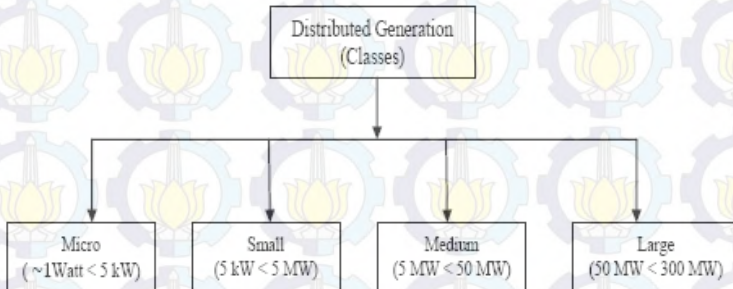 Distributed Generation
(Classes)
Micro
( ~1Watt < 5 kW)
Small
(5 kW < 5 MW)
Medium
(5 MW < 50 MW)
Large
(50 MW < 300 MW)